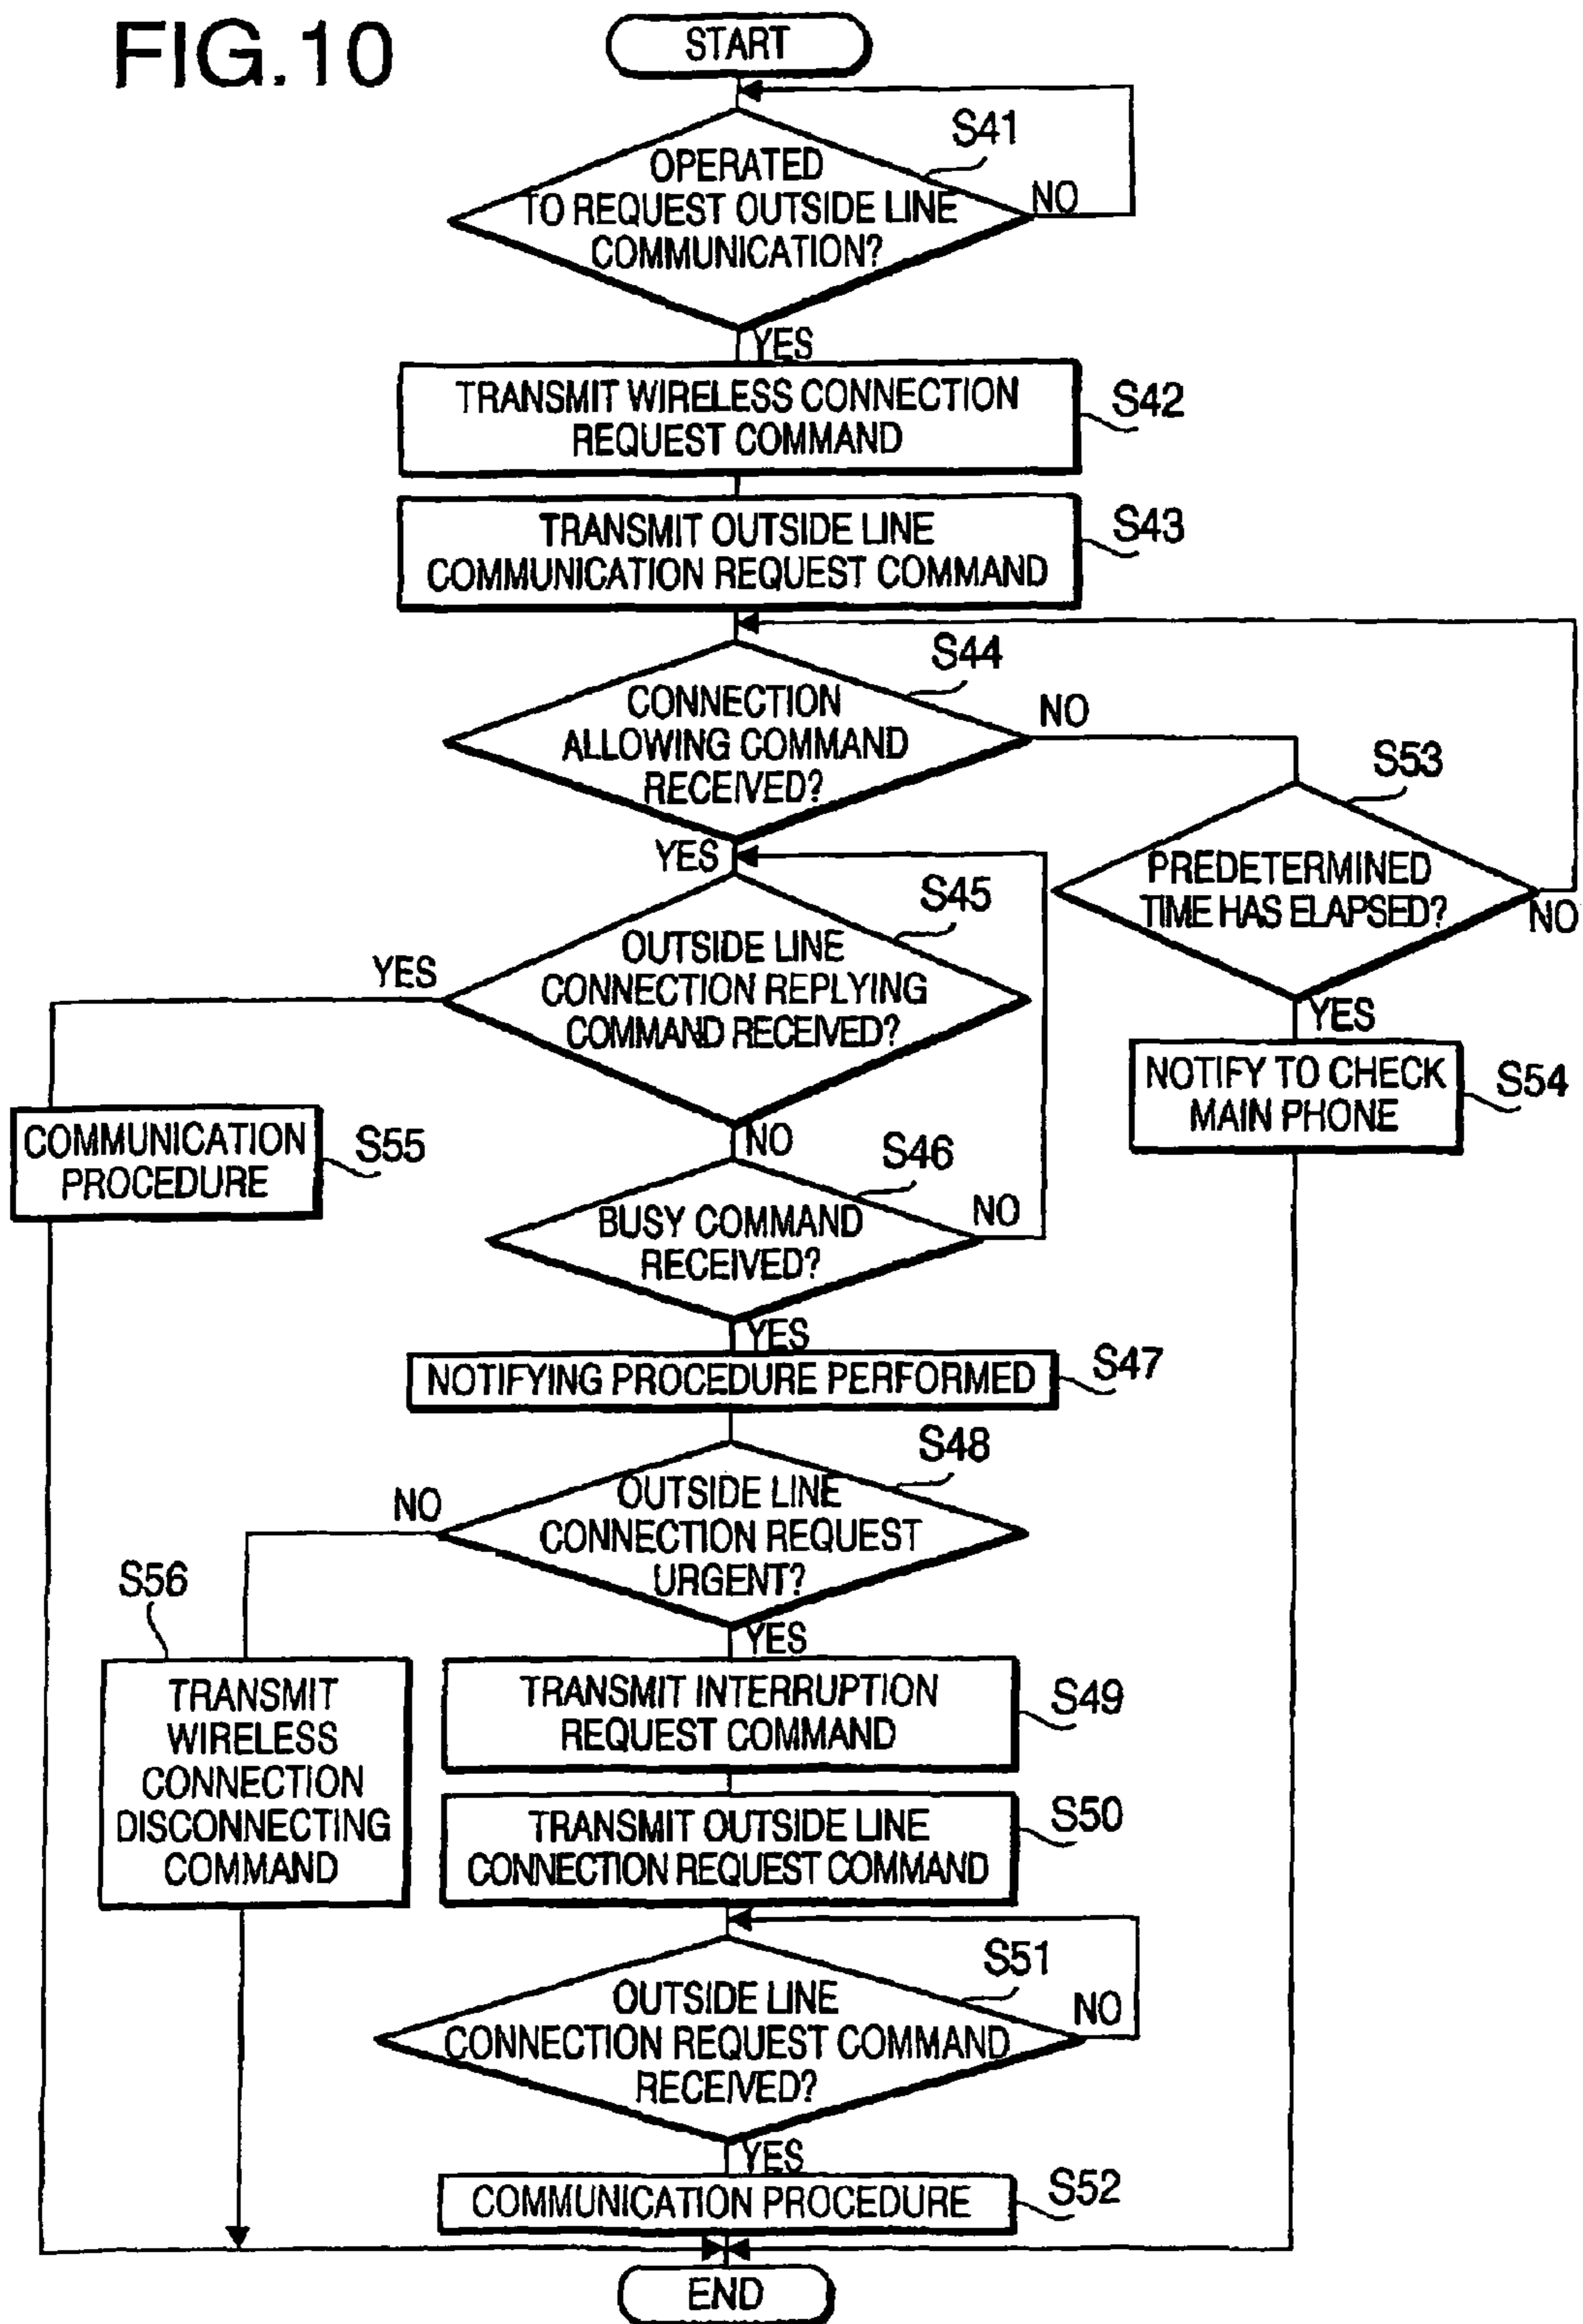 FIG.10
START
S41
OPERATED
TO REQUEST OUTSIDE LINE
COMMUNICATION?
NO
YES
TRANSMIT WIRELESS CONNECTION
REQUEST COMMAND
S42
TRANSMIT OUTSIDE LINE
COMMUNICATION REQUEST COMMAND
S43
S44
CONNECTION
ALLOWING COMMAND
RECEIVED?
NO
YES
S53
PREDETERMINED
TIME HAS ELAPSED?
NO
YES
NOTIFY TO CHECK
MAIN PHONE
S54
S45
OUTSIDE LINE
CONNECTION REPLYING
COMMAND RECEIVED?
YES
NO
COMMUNICATION
PROCEDURE
S55
S46
BUSY COMMAND
RECEIVED?
NO
YES
NOTIFYING PROCEDURE PERFORMED
S47
S48
OUTSIDE LINE
CONNECTION REQUEST
URGENT?
NO
YES
S56
TRANSMIT
WIRELESS
CONNECTION
DISCONNECTING
COMMAND
TRANSMIT INTERRUPTION
REQUEST COMMAND
S49
TRANSMIT OUTSIDE LINE
CONNECTION REQUEST COMMAND
S50
S51
OUTSIDE LINE
CONNECTION REQUEST COMMAND
RECEIVED?
NO
YES
COMMUNICATION PROCEDURE
S52
END